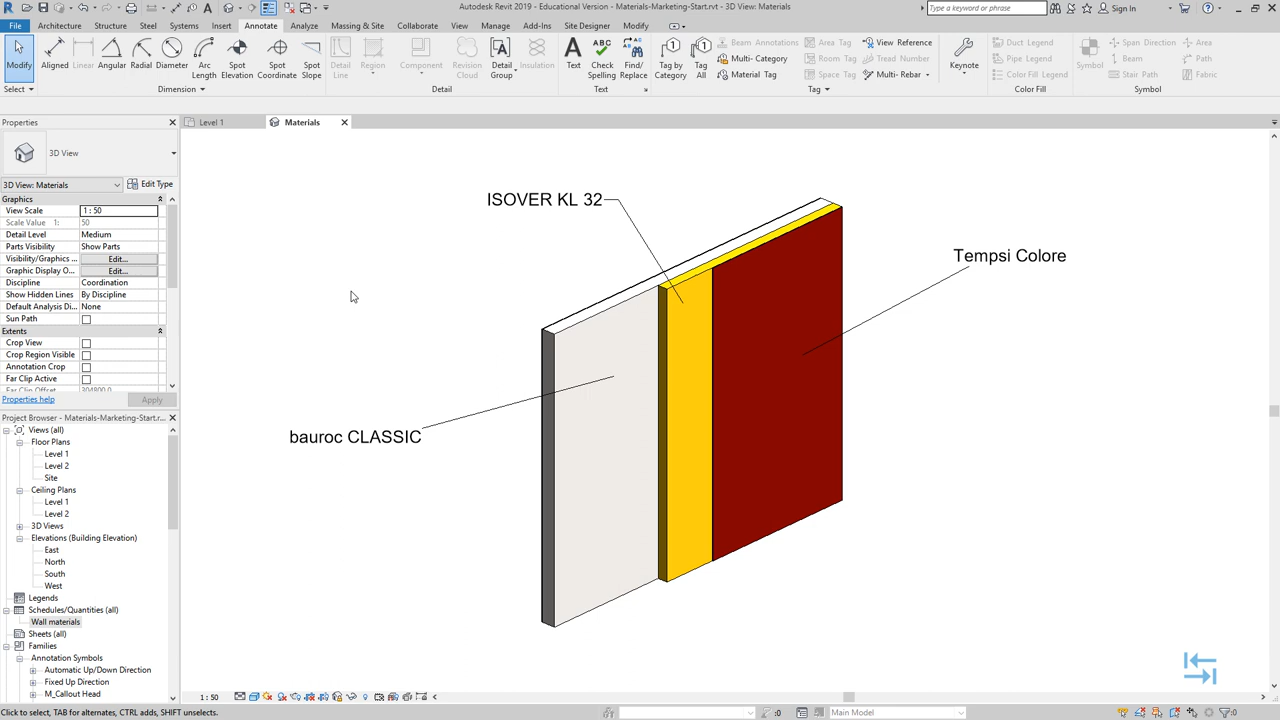 Autodesk Revit 2019 - Educational Version - Materials-Marketing-Start.rvt - 3D View: Materials
Type a keyword or phrase
Sign In
File Architecture Structure Steel Systems Insert Annotate Analyze Massing & Site Collaborate View Manage Add-Ins Site Designer Modify
Modify
Aligned
Linear
Angular
Radial
Diameter
Arc Length
Spot Elevation
Spot Coordinate
Spot Slope
Detail Line
Region
Component
Revision Cloud
Detail Group
Insulation
Text
Check Spelling
Find/ Replace
Tag by Category
Tag All
Beam Annotations
Multi- Category
Material Tag
Area Tag
Room Tag
Space Tag
View Reference
Tread Number
Multi- Rebar
Keynote
Duct Legend
Pipe Legend
Color Fill Legend
Symbol
Span Direction
Beam
Stair Path
Area
Path
Fabric
Select
Dimension
Detail
Text
Tag
Color Fill
Symbol
Properties
Level 1
Materials
3D View
3D View: Materials
Edit Type
Graphics
View Scale 1 : 50
Scale Value 1: 50
Detail Level Medium
Parts Visibility Show Parts
Visibility/Graphics ... Edit...
Graphic Display O... Edit...
Discipline Coordination
Show Hidden Lines By Discipline
Default Analysis Di... None
Sun Path
Extents
Crop View
Crop Region Visible
Annotation Crop
Far Clip Active
Far Clip Offset 304800.0
Properties help
Apply
Project Browser - Materials-Marketing-Start.r...
Views (all)
Floor Plans
Level 1
Level 2
Site
Ceiling Plans
Level 1
Level 2
3D Views
Elevations (Building Elevation)
East
North
South
West
Legends
Schedules/Quantities (all)
Wall materials
Sheets (all)
Families
Annotation Symbols
Automatic Up/Down Direction
Fixed Up Direction
M_Callout Head
ISOVER KL 32
Tempsi Colore
bauroc CLASSIC
1 : 50
Click to select, TAB for alternates, CTRL adds, SHIFT unselects.
:0
Main Model
:0